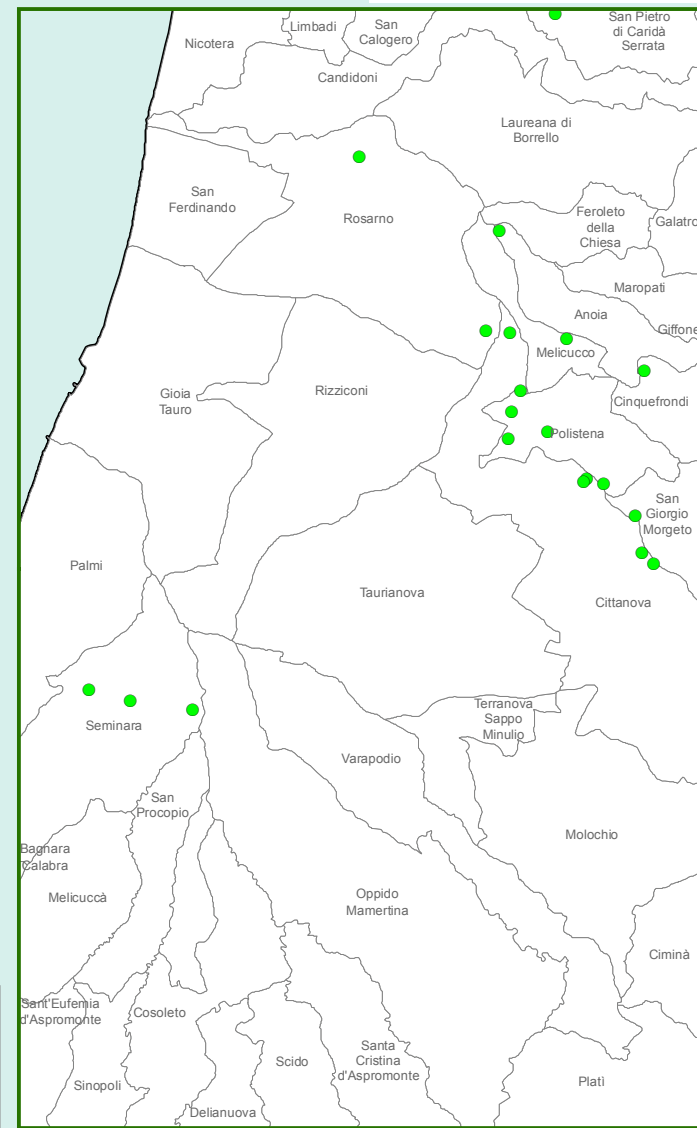 Limbadi
San
Calogero
San Pietro
di Caridà
Serrata
Nicotera
Candidoni
Laureana di
Borrello
San
Ferdinando
Rosarno
Feroleto
della
Chiesa
Galatro
Maropati
Anoia
Giffone
Melicucco
Gioia
Tauro
Rizziconi
Cinquefrondi
Polistena
San
Giorgio
Morgeto
Palmi
Taurianova
Cittanova
Seminara
Terranova
Sappo
Minulio
Varapodio
San
Procopio
Molochio
Bagnara
Calabra
Melicuccà
Oppido
Mamertina
Ciminà
Sant'Eufemia
d'Aspromonte
Cosoleto
Scido
Santa
Cristina
d'Aspromonte
Sinopoli
Platì
Delianuova